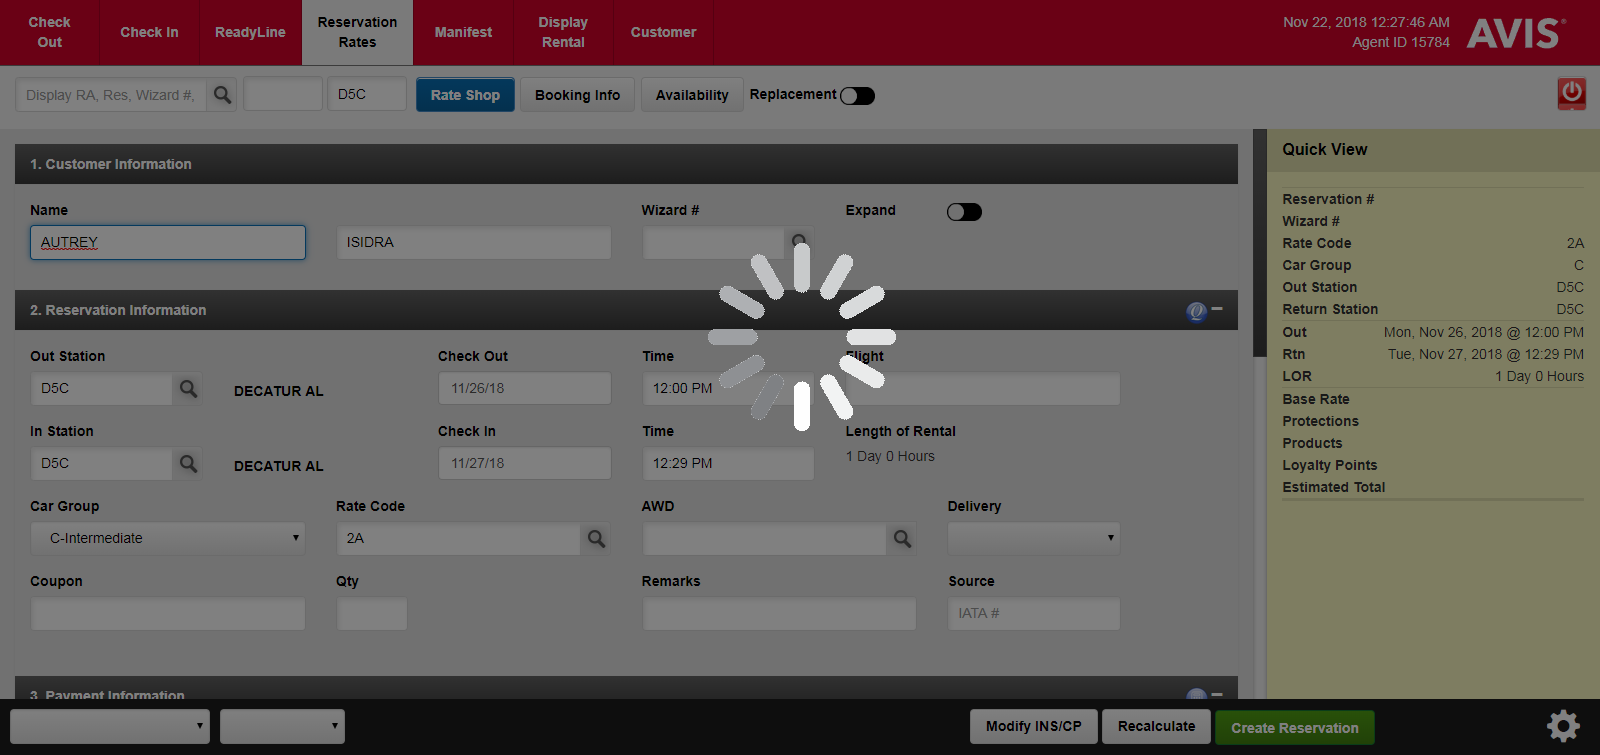 Check Out
Check In
ReadyLine
Reservation Rates
Manifest
Display Rental
Customer
Nov 22, 2018 12:27:46 AM
Agent ID 15784
AVIS
Display RA, Res, Wizard #,
D5C
Rate Shop
Booking Info
Availability
Replacement
1. Customer Information
Name
Wizard #
Expand
AUTREY
ISIDRA
2. Reservation Information
Out Station
Check Out
Time
Flight
D5C
DECATUR AL
11/26/18
12:00 PM
In Station
Check In
Time
Length of Rental
D5C
DECATUR AL
11/27/18
12:29 PM
1 Day 0 Hours
Car Group
Rate Code
AWD
Delivery
C-Intermediate
2A
Coupon
Qty
Remarks
Source
IATA #
3. Payment Information
Quick View
Reservation #
Wizard #
Rate Code 2A
Car Group C
Out Station D5C
Return Station D5C
Out Mon, Nov 26, 2018 @ 12:00 PM
Rtn Tue, Nov 27, 2018 @ 12:29 PM
LOR 1 Day 0 Hours
Base Rate
Protections
Products
Loyalty Points
Estimated Total
Modify INS/CP
Recalculate
Create Reservation